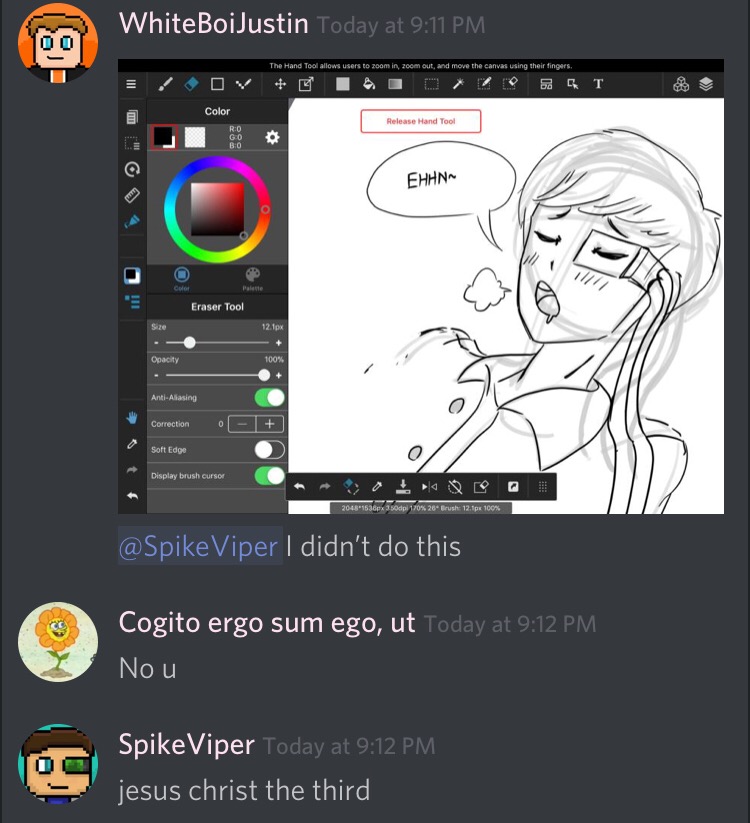 WhiteBoiJustin Today at 9:11 PM
The Hand Tool allows users to zoom in, zoom out, and move the canvas using their fingers.
T
Color
R:0
G:0
B:0
Color Palette
Eraser Tool
Size 12.1px
- +
Opacity 100%
- +
Anti-Aliasing
Correction 0 - +
Soft Edge
Display brush cursor
Release Hand Tool
EHHN~
2048*1536px 350dpi 170% 26° Brush: 12.1px 100%
@SpikeViper I didn't do this
Cogito ergo sum ego, ut Today at 9:12 PM
No u
SpikeViper Today at 9:12 PM
jesus christ the third